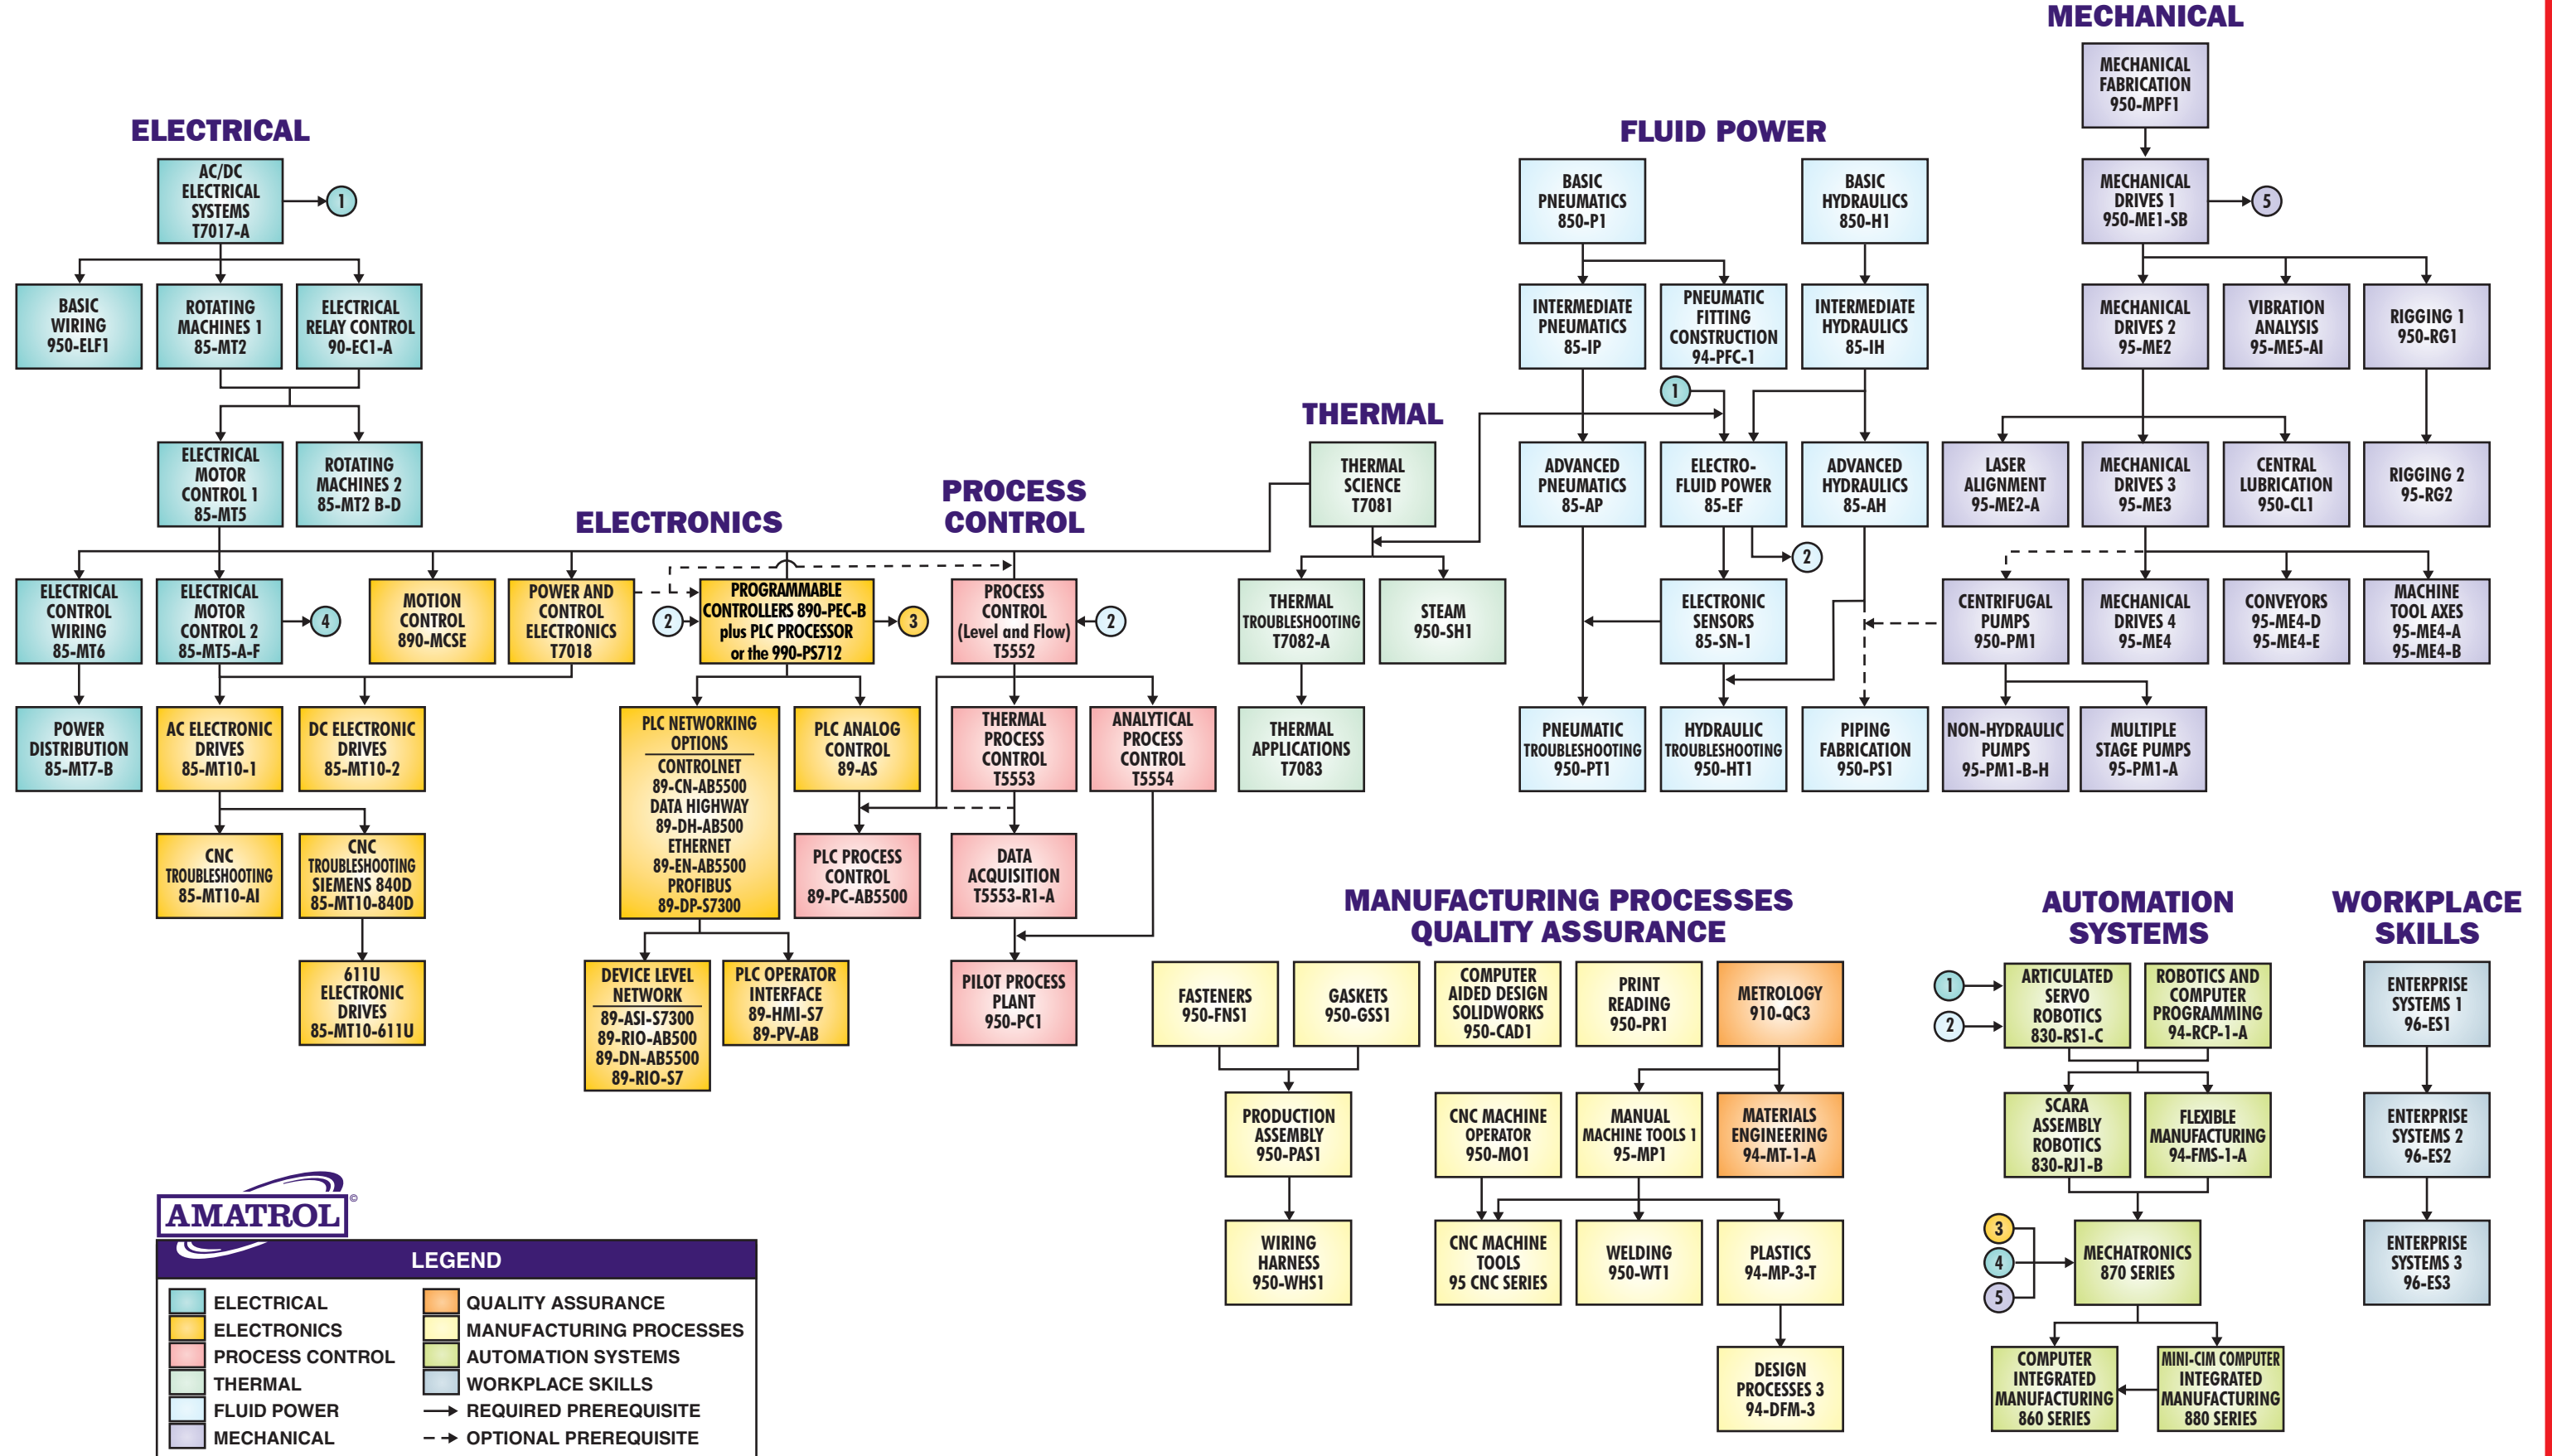 MECHANICAL
MECHANICAL
FABRICATION
950-MPF1
ELECTRICAL
AC/DC
ELECTRICAL
SYSTEMS
T7017-A
1
BASIC
WIRING
950-ELF1
ROTATING
MACHINES 1
85-MT2
ELECTRICAL
RELAY CONTROL
90-EC1-A
ELECTRICAL
MOTOR
CONTROL 1
85-MT5
ROTATING
MACHINES 2
85-MT2 B-D
ELECTRICAL
CONTROL
WIRING
85-MT6
ELECTRICAL
MOTOR
CONTROL 2
85-MT5-A-F
4
POWER
DISTRIBUTION
85-MT7-B
ELECTRONICS
MOTION
CONTROL
890-MCSE
POWER AND
CONTROL
ELECTRONICS
T7018
2
PROGRAMMABLE
CONTROLLERS 890-PEC-B
plus PLC PROCESSOR
or the 990-PS712
3
AC ELECTRONIC
DRIVES
85-MT10-1
DC ELECTRONIC
DRIVES
85-MT10-2
CNC
TROUBLESHOOTING
85-MT10-AI
CNC
TROUBLESHOOTING
SIEMENS 840D
85-MT10-840D
611U
ELECTRONIC
DRIVES
85-MT10-611U
PLC NETWORKING
OPTIONS
CONTROLNET
89-CN-AB5500
DATA HIGHWAY
89-DH-AB500
ETHERNET
89-EN-AB5500
PROFIBUS
89-DP-S7300
PLC ANALOG
CONTROL
89-AS
DEVICE LEVEL
NETWORK
89-ASI-S7300
89-RIO-AB500
89-DN-AB5500
89-RIO-S7
PLC OPERATOR
INTERFACE
89-HMI-S7
89-PV-AB
PROCESS
CONTROL
PROCESS
CONTROL
(Level and Flow)
T5552
2
THERMAL
PROCESS
CONTROL
T5553
ANALYTICAL
PROCESS
CONTROL
T5554
PLC PROCESS
CONTROL
89-PC-AB5500
DATA
ACQUISITION
T5553-R1-A
PILOT PROCESS
PLANT
950-PC1
THERMAL
THERMAL
SCIENCE
T7081
THERMAL
TROUBLESHOOTING
T7082-A
STEAM
950-SH1
THERMAL
APPLICATIONS
T7083
FLUID POWER
BASIC
PNEUMATICS
850-P1
BASIC
HYDRAULICS
850-H1
INTERMEDIATE
PNEUMATICS
85-IP
PNEUMATIC
FITTING
CONSTRUCTION
94-PFC-1
INTERMEDIATE
HYDRAULICS
85-IH
1
ADVANCED
PNEUMATICS
85-AP
ELECTRO-
FLUID POWER
85-EF
ADVANCED
HYDRAULICS
85-AH
2
ELECTRONIC
SENSORS
85-SN-1
PNEUMATIC
TROUBLESHOOTING
950-PT1
HYDRAULIC
TROUBLESHOOTING
950-HT1
PIPING
FABRICATION
950-PS1
MECHANICAL
DRIVES 1
950-ME1-SB
5
MECHANICAL
DRIVES 2
95-ME2
VIBRATION
ANALYSIS
95-ME5-AI
RIGGING 1
950-RG1
LASER
ALIGNMENT
95-ME2-A
MECHANICAL
DRIVES 3
95-ME3
CENTRAL
LUBRICATION
950-CL1
RIGGING 2
95-RG2
CENTRIFUGAL
PUMPS
950-PM1
MECHANICAL
DRIVES 4
95-ME4
CONVEYORS
95-ME4-D
95-ME4-E
MACHINE
TOOL AXES
95-ME4-A
95-ME4-B
NON-HYDRAULIC
PUMPS
95-PM1-B-H
MULTIPLE
STAGE PUMPS
95-PM1-A
MANUFACTURING PROCESSES
QUALITY ASSURANCE
FASTENERS
950-FNS1
GASKETS
950-GSS1
COMPUTER
AIDED DESIGN
SOLIDWORKS
950-CAD1
PRINT
READING
950-PR1
METROLOGY
910-QC3
PRODUCTION
ASSEMBLY
950-PAS1
CNC MACHINE
OPERATOR
950-MO1
MANUAL
MACHINE TOOLS 1
95-MP1
MATERIALS
ENGINEERING
94-MT-1-A
WIRING
HARNESS
950-WHS1
CNC MACHINE
TOOLS
95 CNC SERIES
WELDING
950-WT1
PLASTICS
94-MP-3-T
DESIGN
PROCESSES 3
94-DFM-3
AUTOMATION
SYSTEMS
1
2
ARTICULATED
SERVO
ROBOTICS
830-RS1-C
ROBOTICS AND
COMPUTER
PROGRAMMING
94-RCP-1-A
SCARA
ASSEMBLY
ROBOTICS
830-RJ1-B
FLEXIBLE
MANUFACTURING
94-FMS-1-A
3
4
5
MECHATRONICS
870 SERIES
COMPUTER
INTEGRATED
MANUFACTURING
860 SERIES
MINI-CIM COMPUTER
INTEGRATED
MANUFACTURING
880 SERIES
WORKPLACE
SKILLS
ENTERPRISE
SYSTEMS 1
96-ES1
ENTERPRISE
SYSTEMS 2
96-ES2
ENTERPRISE
SYSTEMS 3
96-ES3
AMATROL ©
LEGEND
ELECTRICAL
ELECTRONICS
PROCESS CONTROL
THERMAL
FLUID POWER
MECHANICAL
QUALITY ASSURANCE
MANUFACTURING PROCESSES
AUTOMATION SYSTEMS
WORKPLACE SKILLS
REQUIRED PREREQUISITE
OPTIONAL PREREQUISITE